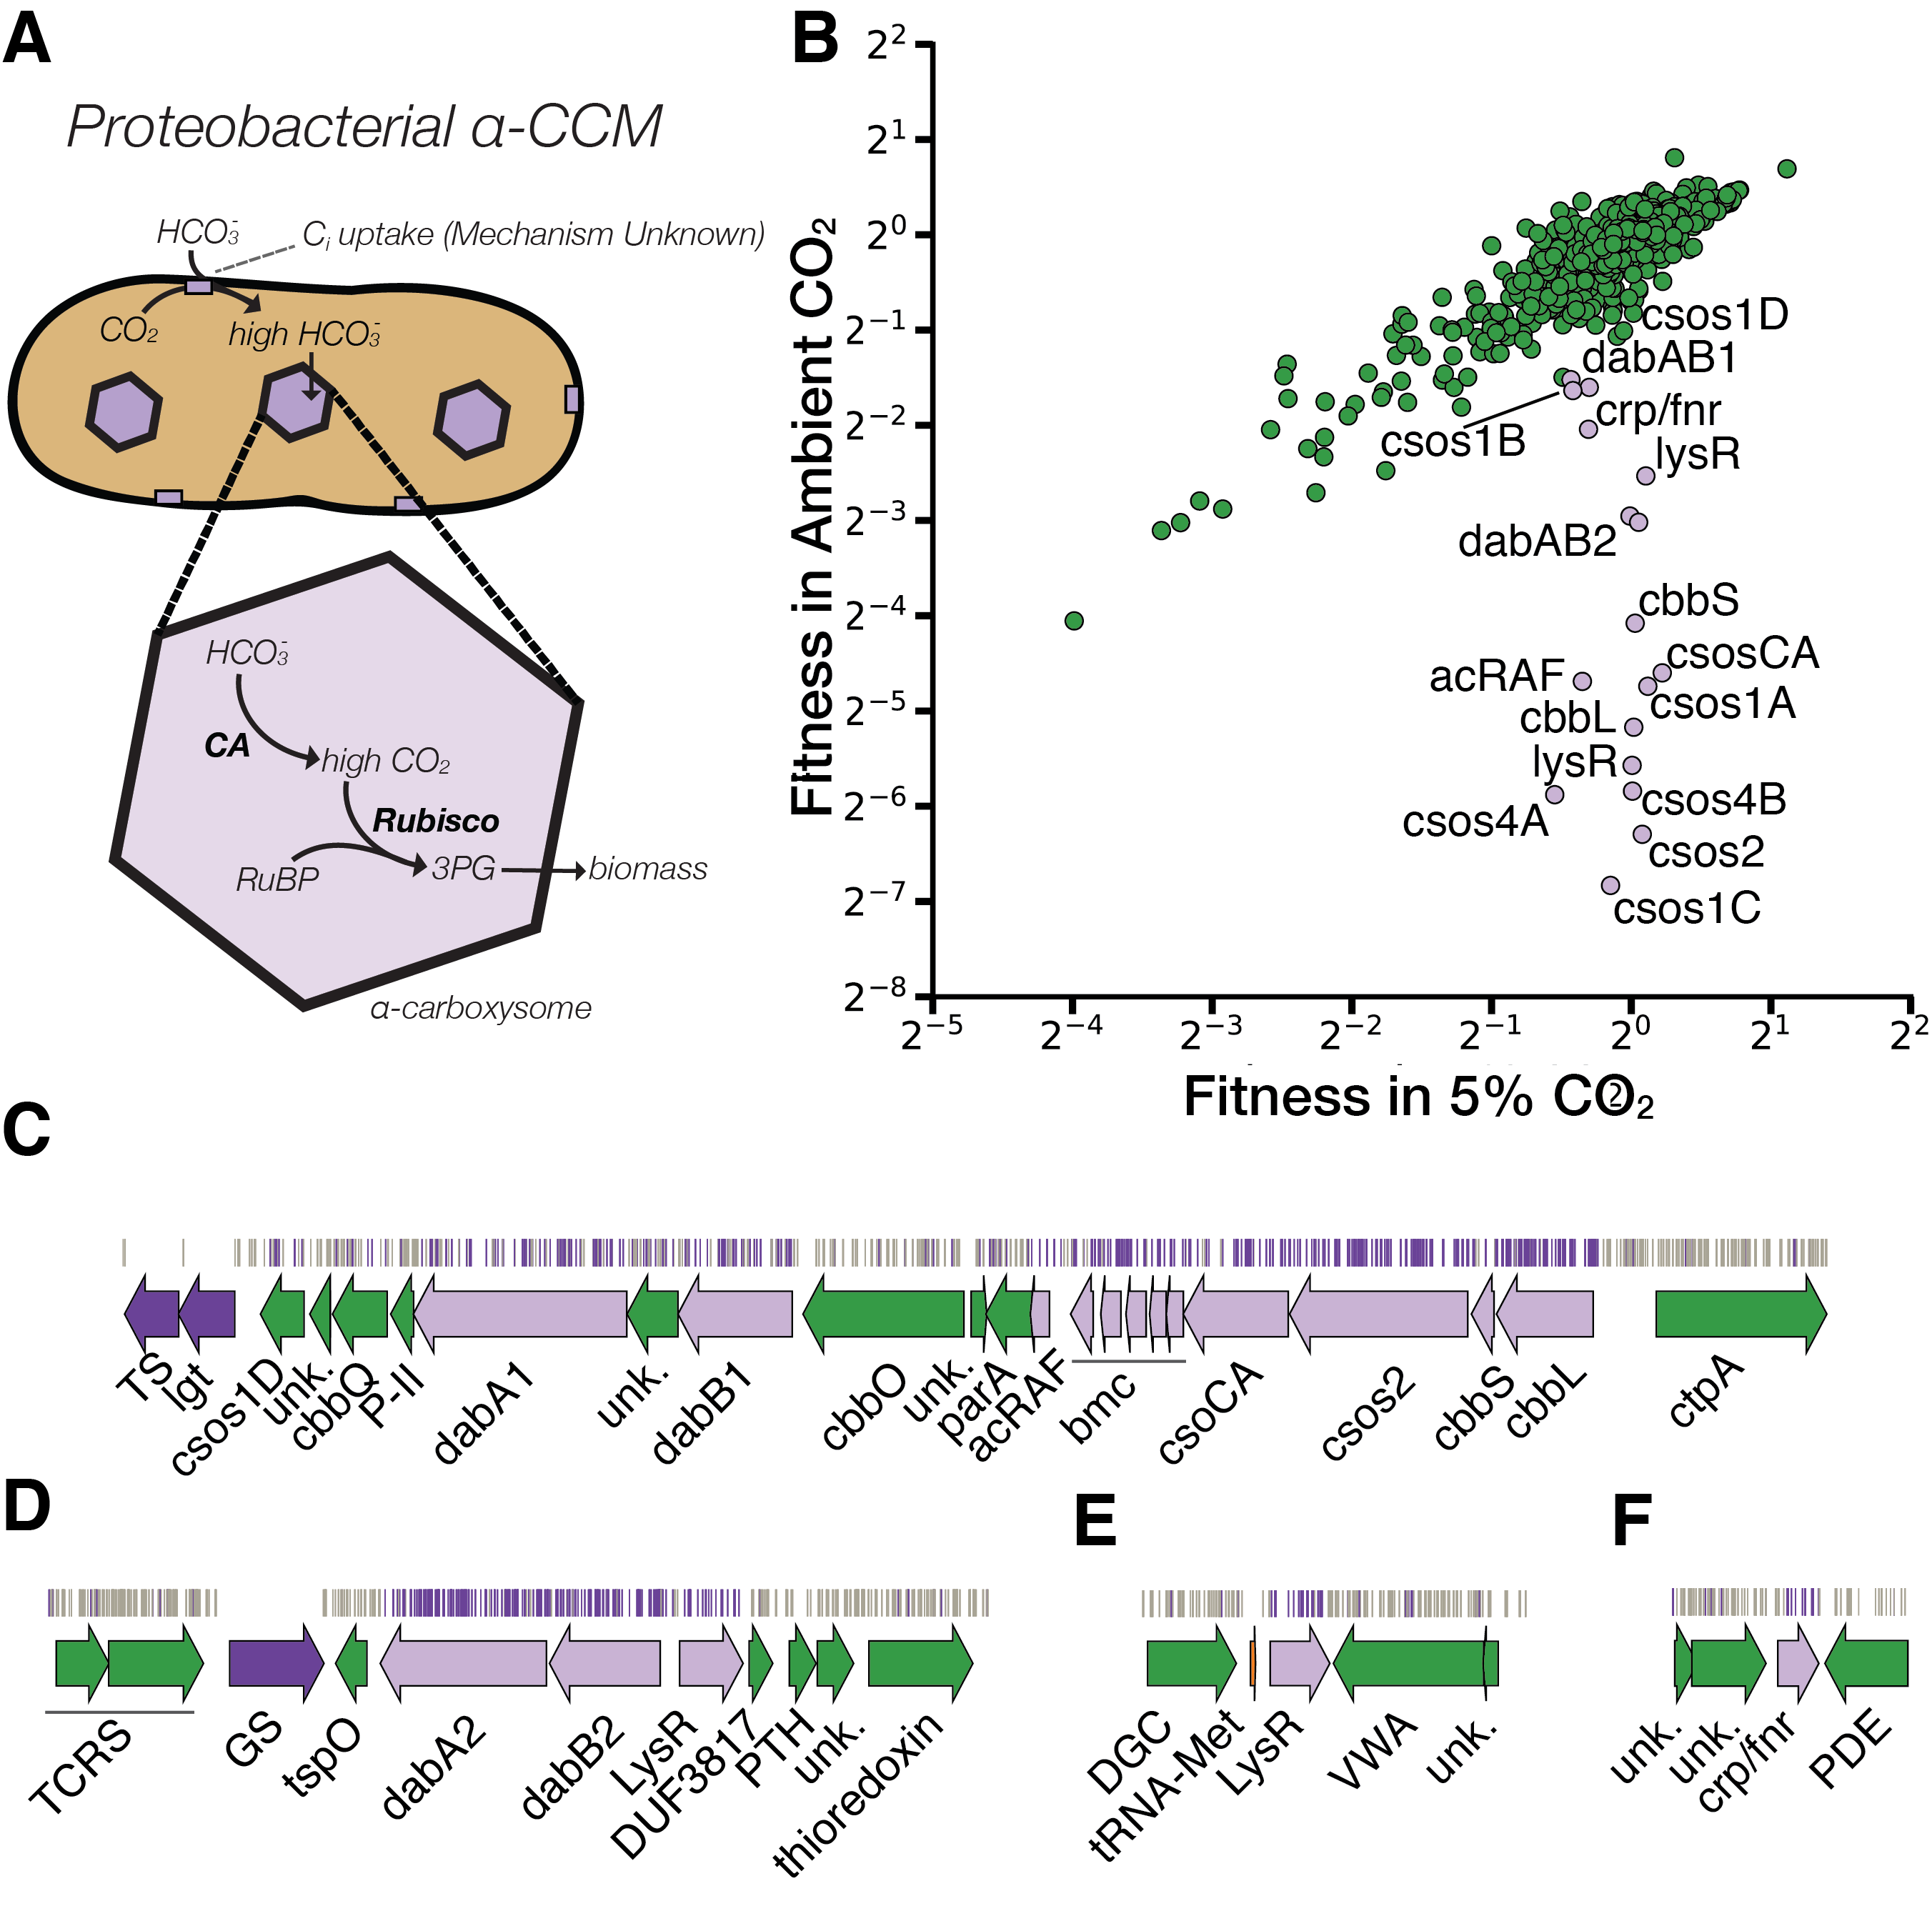 A
Proteobacterial α-CCM
HCO3-
Ci uptake (Mechanism Unknown)
CO2
high HCO3-
HCO3-
CA
high CO2
Rubisco
RuBP
3PG
biomass
α-carboxysome
B
Fitness in Ambient CO2
2^2
2^1
2^0
2^−1
2^−2
2^−3
2^−4
2^−5
2^−6
2^−7
2^−8
csos1D
dabAB1
crp/fnr
csos1B
lysR
dabAB2
cbbS
csosCA
acRAF
csos1A
cbbL
lysR
csos4B
csos4A
csos2
csos1C
2^−5
2^−4
2^−3
2^−2
2^−1
2^0
2^1
2^2
Fitness in 5% CO2
C
TS
lgt
csos1D
unk.
cbbQ
P-II
dabA1
unk.
dabB1
cbbO
unk.
parA
acRAF
bmc
csoCA
csos2
cbbS
cbbL
ctpA
D
TCRS
GS
tspO
dabA2
dabB2
LysR
DUF3817
PTH
unk.
thioredoxin
E
DGC
tRNA-Met
LysR
VWA
unk.
F
unk.
unk.
crp/fnr
PDE